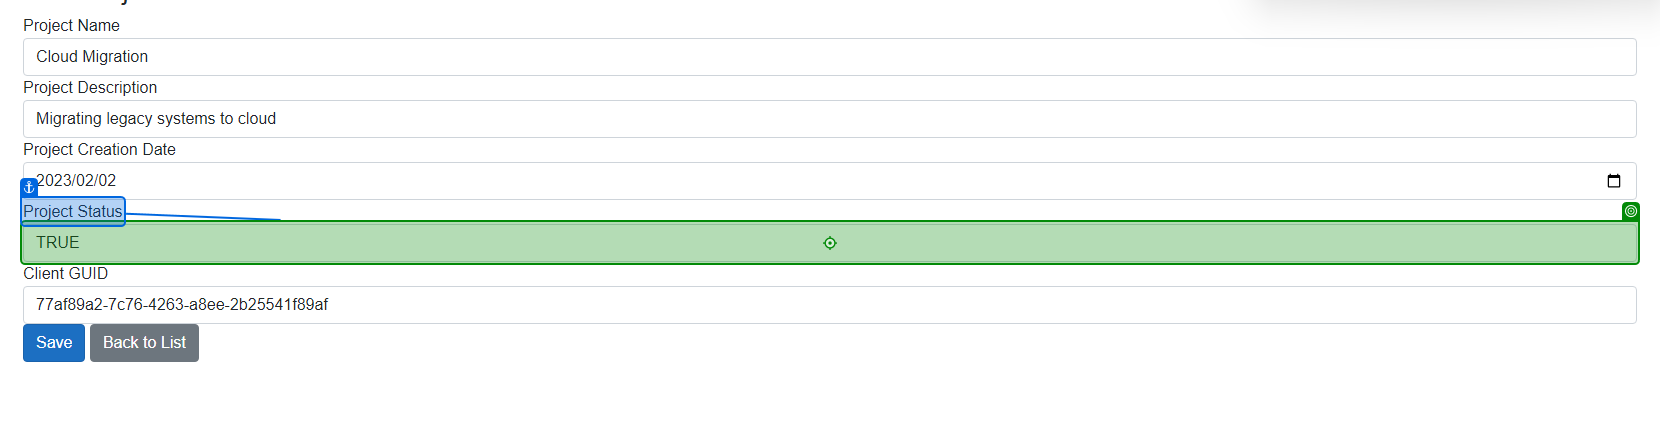 Project Name
Cloud Migration
Project Description
Migrating legacy systems to cloud
Project Creation Date
2023/02/02
Project Status
TRUE
Client GUID
77af89a2-7c76-4263-a8ee-2b25541f89af
Save Back to List